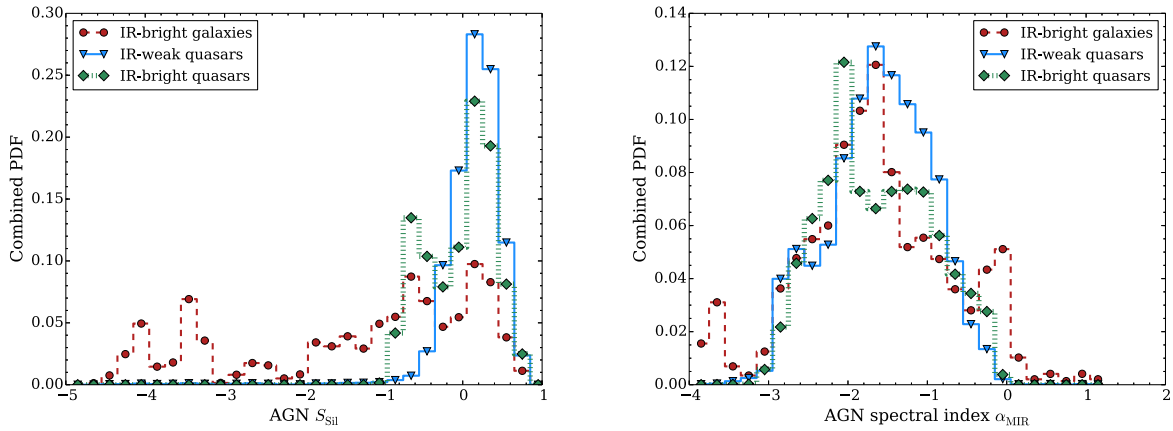 Combined PDF
0.30
0.25
0.20
0.15
0.10
0.05
0.00
−5 −4 −3 −2 −1 0 1
AGN S_Sil
IR-bright galaxies
IR-weak quasars
IR-bright quasars
Combined PDF
0.14
0.12
0.10
0.08
0.06
0.04
0.02
0.00
−4 −3 −2 −1 0 1 2
AGN spectral index α_MIR
IR-bright galaxies
IR-weak quasars
IR-bright quasars